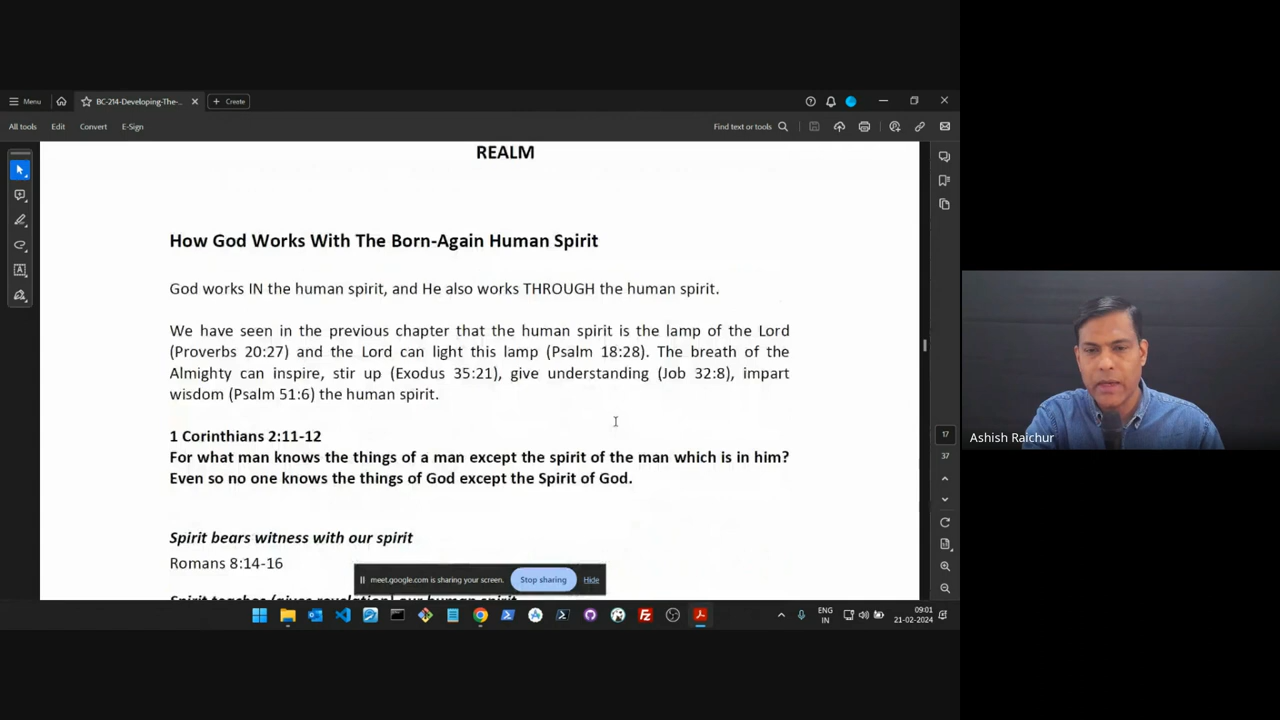 Menu
BC-214-Developing-The-...
Create
All tools
Edit
Convert
E-Sign
Find text or tools
REALM
How God Works With The Born-Again Human Spirit
God works IN the human spirit, and He also works THROUGH the human spirit.
We have seen in the previous chapter that the human spirit is the lamp of the Lord
(Proverbs 20:27) and the Lord can light this lamp (Psalm 18:28). The breath of the
Almighty can inspire, stir up (Exodus 35:21), give understanding (Job 32:8), impart
wisdom (Psalm 51:6) the human spirit.
1 Corinthians 2:11-12
For what man knows the things of a man except the spirit of the man which is in him?
Even so no one knows the things of God except the Spirit of God.
Spirit bears witness with our spirit
Romans 8:14-16
Spirit teaches (gives revelation) our human spirit
meet.google.com is sharing your screen.
Stop sharing
Hide
17
37
ENG
IN
09:01
21-02-2024
Ashish Raichur